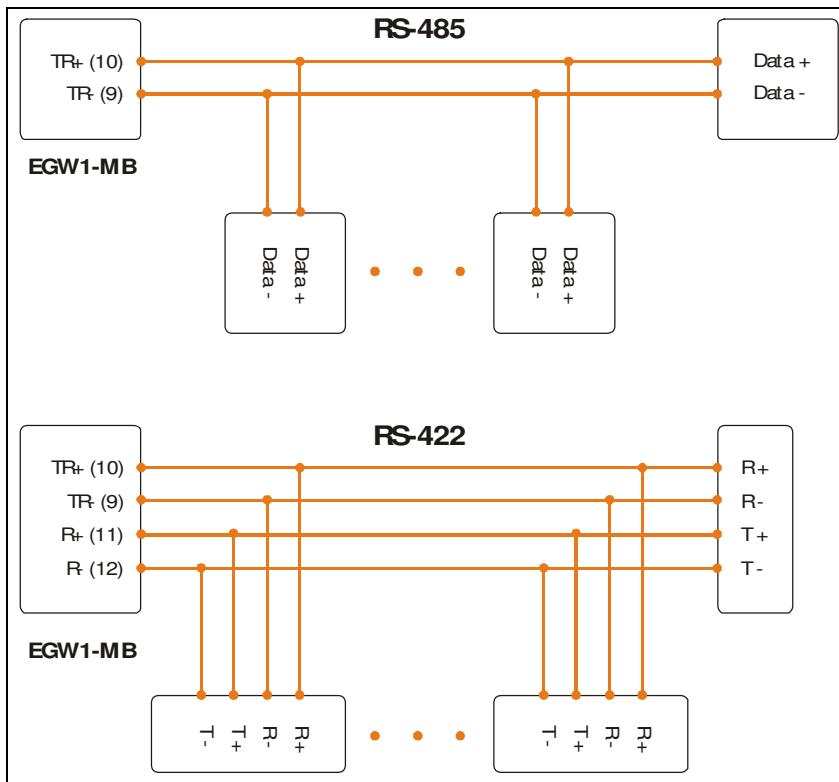 RS-485
TR+ (10)
TR- (9)
EGW1-MB
Data +
Data -
Data -
Data +
Data -
Data +
RS-422
TR+ (10)
TR- (9)
R+ (11)
R- (12)
EGW1-MB
R+
R-
T+
T-
T-
T+
R-
R+
T-
T+
R-
R+